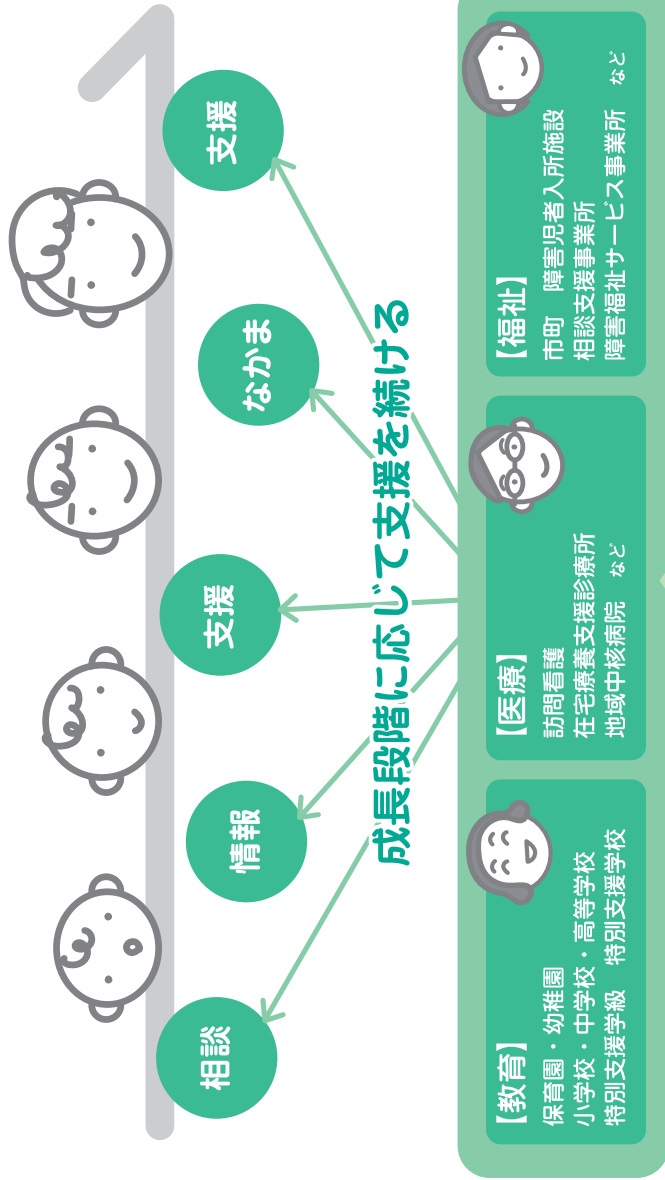 相談
情報
支援
なかま
支援
成長段階に応じて支援を続ける
【教育】
保育園・幼稚園
小学校・中学校・高等学校
特別支援学級 特別支援学校
【医療】
訪問看護
在宅療養支援診療所
地域中核病院 など
【福祉】
市町 障害児者入所施設
相談支援事業所
障害福祉サービス事業所 など